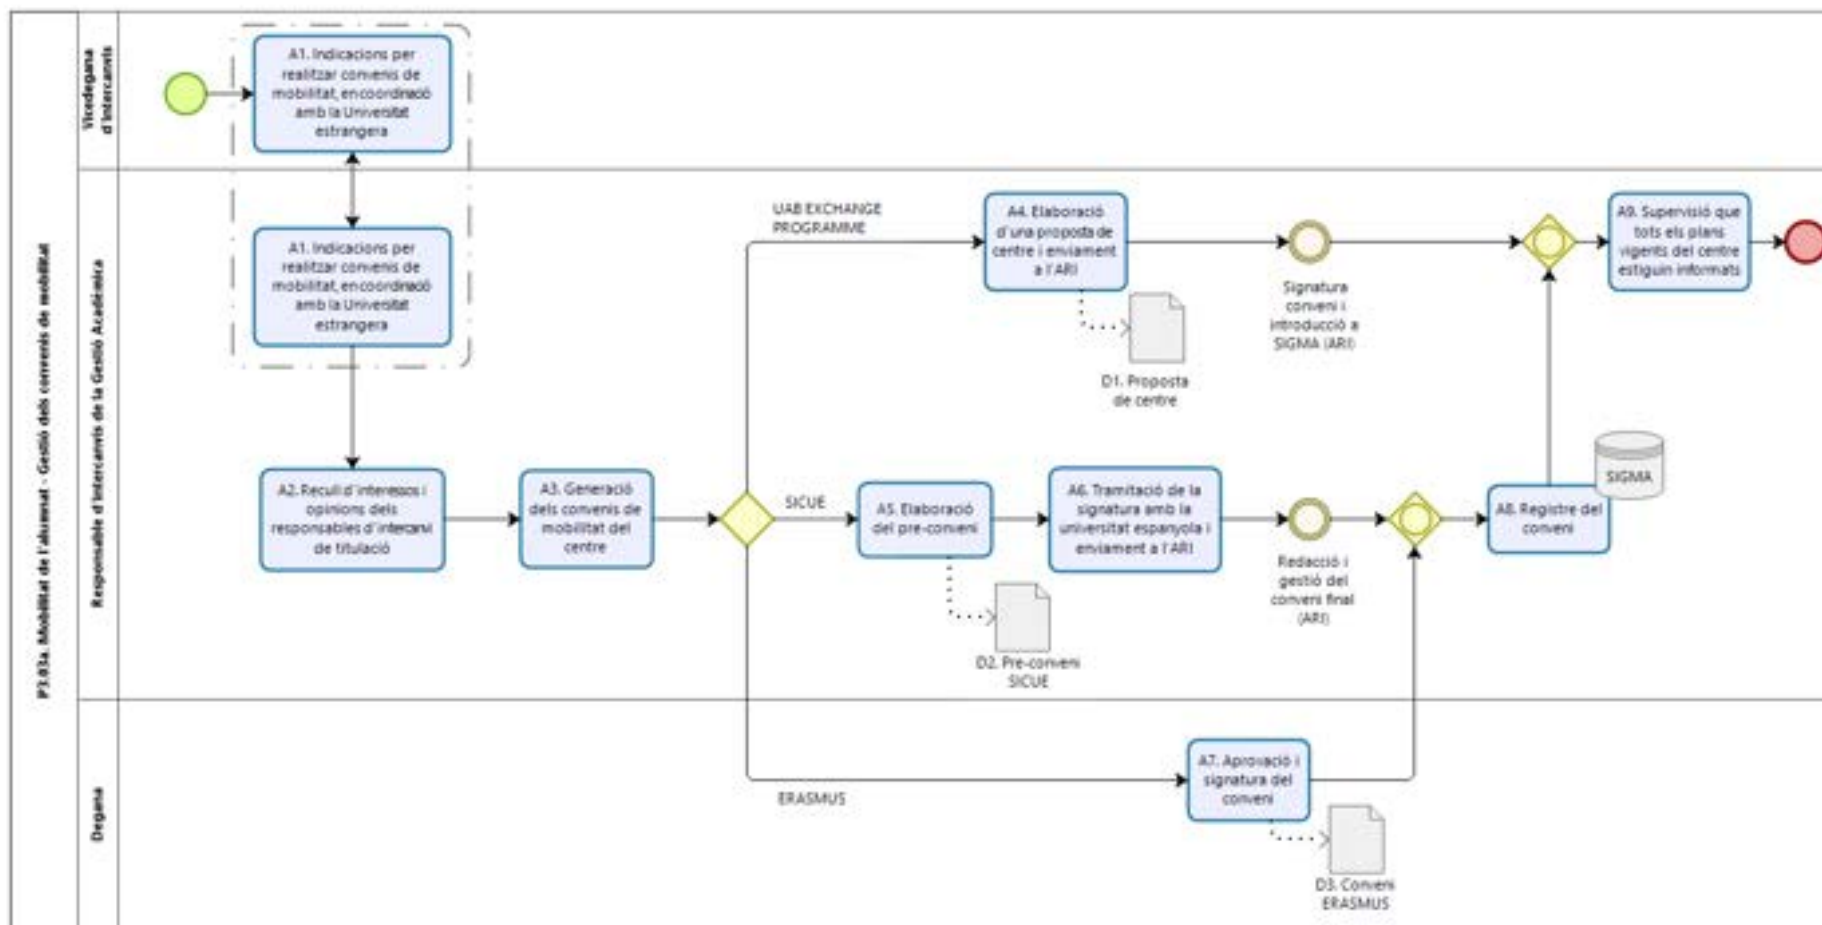 P3.03a. Mobilitat de l'alumnat - Gestió dels convenis de mobilitat
Vicedegana
d'Intercanvis
A1. Indicacions per
realitzar convenis de
mobilitat, en coordinació
amb la Universitat
estrangera
Responsable d'Intercanvis de la Gestió Acadèmica
A1. Indicacions per
realitzar convenis de
mobilitat, en coordinació
amb la Universitat
estrangera
A2. Recull d'interessos i
opinions dels
responsables d'intercanvi
de titulació
A3. Generació
dels convenis de
mobilitat del
centre
UAB EXCHANGE
PROGRAMME
A4. Elaboració
d'una proposta de
centre i enviament
a l'ARI
D1. Proposta
de centre
Signatura
conveni i
introducció a
SIGMA (ARI)
A9. Supervisió que
tots els plans
vigents del centre
estiguin informats
SICUE
A5. Elaboració
del pre-conveni
D2. Pre-conveni
SICUE
A6. Tramitació de la
signatura amb la
universitat espanyola i
enviament a l'ARI
Redacció i
gestió del
conveni final
(ARI)
A8. Registre del
conveni
SIGMA
Degana
ERASMUS
A7. Aprovació i
signatura del
conveni
D3. Conveni
ERASMUS